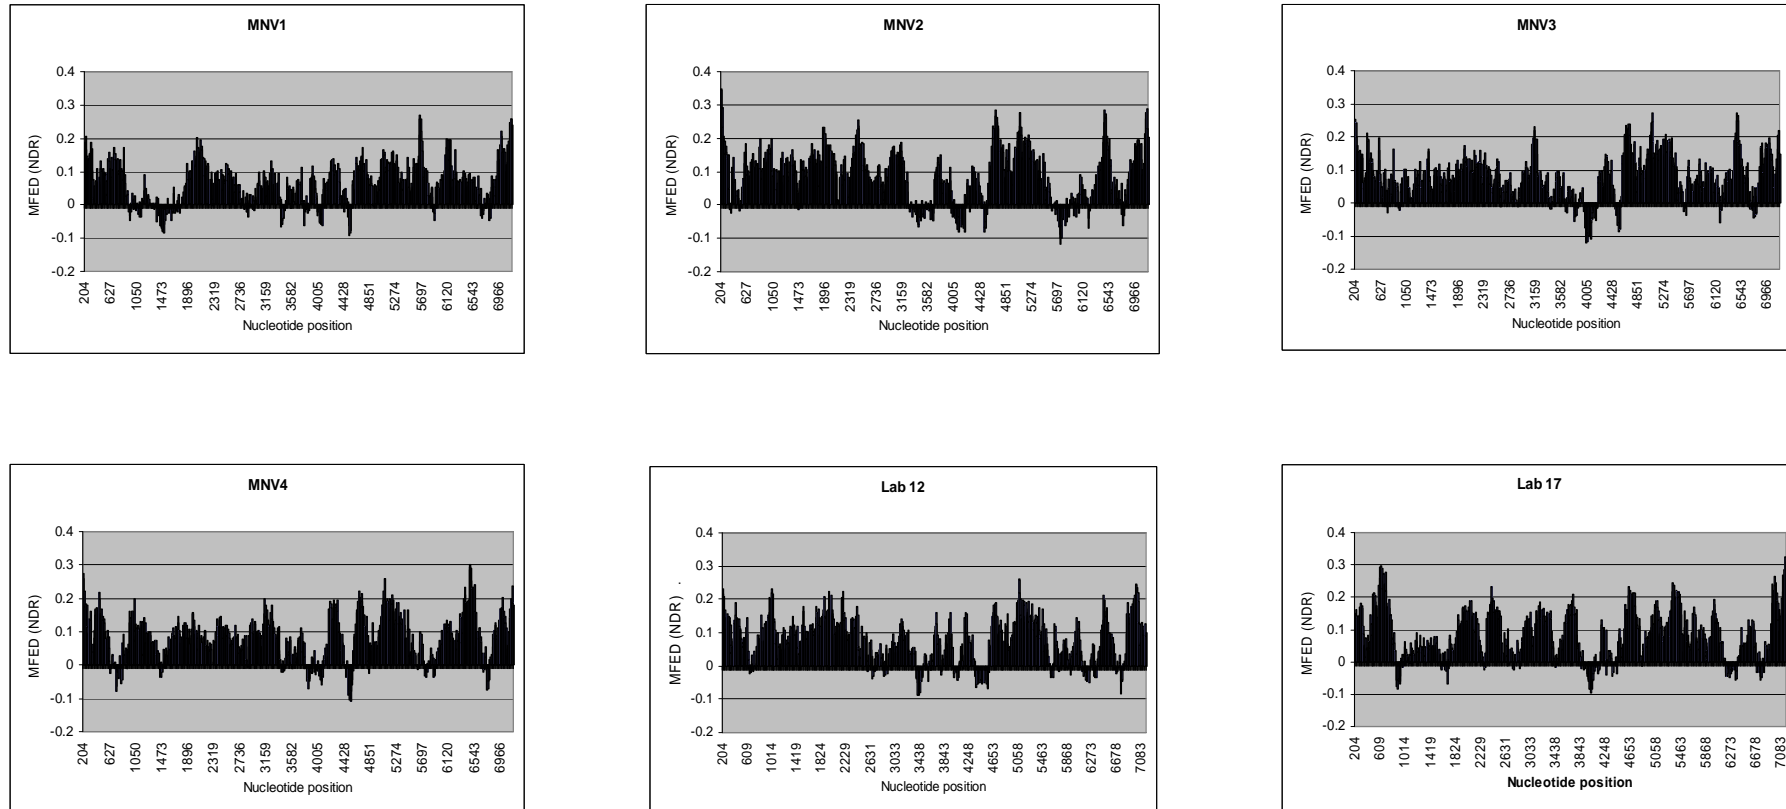 MNV1
0.4
0.3
0.2
0.1
0
-0.1
-0.2
MFED (NDR)
204 627 1050 1473 1896 2319 2736 3159 3582 4005 4428 4851 5274 5697 6120 6543 6966
Nucleotide position
MNV2
0.4
0.3
0.2
0.1
0
-0.1
-0.2
MFED (NDR)
204 627 1050 1473 1896 2319 2736 3159 3582 4005 4428 4851 5274 5697 6120 6543 6966
Nucleotide position
MNV3
0.4
0.3
0.2
0.1
0
-0.1
-0.2
MFED (NDR)
204 627 1050 1473 1896 2319 2736 3159 3582 4005 4428 4851 5274 5697 6120 6543 6966
Nucleotide position
MNV4
0.4
0.3
0.2
0.1
0
-0.1
-0.2
MFED (NDR)
204 627 1050 1473 1896 2319 2736 3159 3582 4005 4428 4851 5274 5697 6120 6543 6966
Nucleotide position
Lab 12
0.4
0.3
0.2
0.1
0
-0.1
-0.2
MFED (NDR) .
204 609 1014 1419 1824 2229 2631 3033 3438 3843 4248 4653 5058 5463 5868 6273 6678 7083
Nucleotide position
Lab 17
0.4
0.3
0.2
0.1
0
-0.1
-0.2
MFED (NDR)
204 609 1014 1419 1824 2229 2631 3033 3438 3843 4248 4653 5058 5463 5868 6273 6678 7083
Nucleotide position